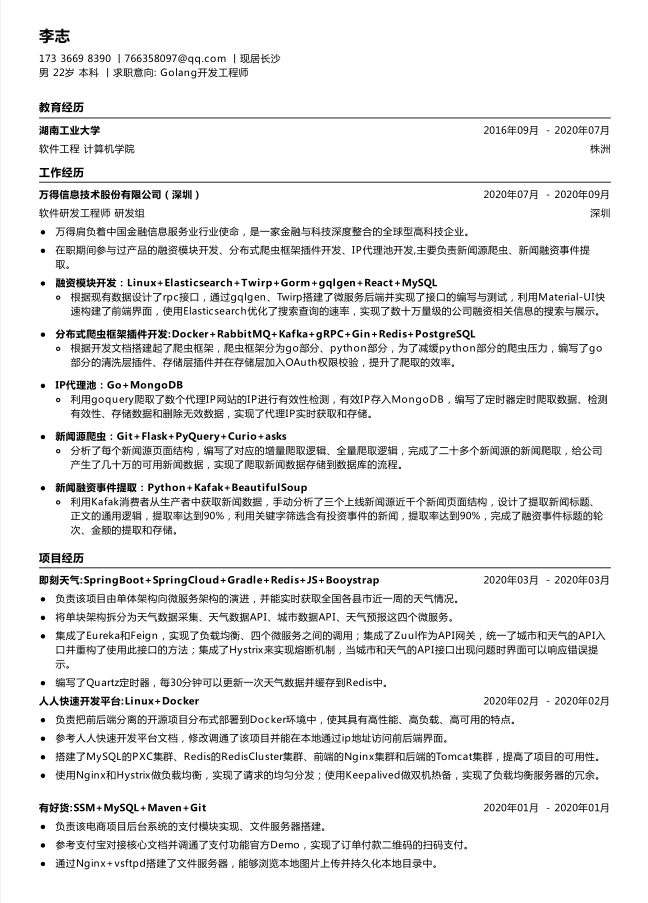 李志
173 3669 8390 丨766358097@qq.com 丨现居长沙
男 22岁 本科 丨求职意向: Golang开发工程师
教育经历
湖南工业大学 2016年09月 - 2020年07月
软件工程 计算机学院 株洲
工作经历
万得信息技术股份有限公司（深圳） 2020年07月 - 2020年09月
软件研发工程师 研发组 深圳
● 万得肩负着中国金融信息服务业行业使命，是一家金融与科技深度整合的全球型高科技企业。
● 在职期间参与过产品的融资模块开发、分布式爬虫框架插件开发、IP代理池开发,主要负责新闻源爬虫、新闻融资事件提
取。
● 融资模块开发：Linux+Elasticsearch+Twirp+Gorm+gqlgen+React+MySQL
根据现有数据设计了rpc接口，通过gqlgen、Twirp搭建了微服务后端并实现了接口的编写与测试，利用Material-UI快
速构建了前端界面，使用Elasticsearch优化了搜索查询的速率，实现了数十万量级的公司融资相关信息的搜索与展示。
● 分布式爬虫框架插件开发:Docker+RabbitMQ+Kafka+gRPC+Gin+Redis+PostgreSQL
根据开发文档搭建起了爬虫框架，爬虫框架分为go部分、python部分，为了减缓python部分的爬虫压力，编写了go
部分的清洗层插件、存储层插件并在存储层加入OAuth权限校验，提升了爬取的效率。
● IP代理池：Go+MongoDB
利用goquery爬取了数个代理IP网站的IP进行有效性检测，有效IP存入MongoDB，编写了定时器定时爬取数据、检测
有效性、存储数据和删除无效数据，实现了代理IP实时获取和存储。
● 新闻源爬虫：Git+Flask+PyQuery+Curio+asks
分析了每个新闻源页面结构，编写了对应的增量爬取逻辑、全量爬取逻辑，完成了二十多个新闻源的新闻爬取，给公司
产生了几十万的可用新闻数据，实现了爬取新闻数据存储到数据库的流程。
● 新闻融资事件提取：Python+Kafak+BeautifulSoup
利用Kafak消费者从生产者中获取新闻数据，手动分析了三个上线新闻源近千个新闻页面结构，设计了提取新闻标题、
正文的通用逻辑，提取率达到90%，利用关键字筛选含有投资事件的新闻，提取率达到90%，完成了融资事件标题的轮
次、金额的提取和存储。
项目经历
即刻天气:SpringBoot+SpringCloud+Gradle+Redis+JS+Booystrap 2020年03月 - 2020年03月
● 负责该项目由单体架构向微服务架构的演进，并能实时获取全国各县市近一周的天气情况。
● 将单块架构拆分为天气数据采集、天气数据API、城市数据API、天气预报这四个微服务。
● 集成了Eureka和Feign，实现了负载均衡、四个微服务之间的调用；集成了Zuul作为API网关，统一了城市和天气的API入
口并重构了使用此接口的方法；集成了Hystrix来实现熔断机制，当城市和天气的API接口出现问题时界面可以响应错误提
示。
● 编写了Quartz定时器，每30分钟可以更新一次天气数据并缓存到Redis中。
人人快速开发平台:Linux+Docker 2020年02月 - 2020年02月
● 负责把前后端分离的开源项目分布式部署到Docker环境中，使其具有高性能、高负载、高可用的特点。
● 参考人人快速开发平台文档，修改调通了该项目并能在本地通过ip地址访问前后端界面。
● 搭建了MySQL的PXC集群、Redis的RedisCluster集群、前端的Nginx集群和后端的Tomcat集群，提高了项目的可用性。
● 使用Nginx和Hystrix做负载均衡，实现了请求的均匀分发；使用Keepalived做双机热备，实现了负载均衡服务器的冗余。
有好货:SSM+MySQL+Maven+Git 2020年01月 - 2020年01月
● 负责该电商项目后台系统的支付模块实现、文件服务器搭建。
● 参考支付宝对接核心文档并调通了支付功能官方Demo，实现了订单付款二维码的扫码支付。
● 通过Nginx+vsftpd搭建了文件服务器，能够浏览本地图片上传并持久化本地目录中。